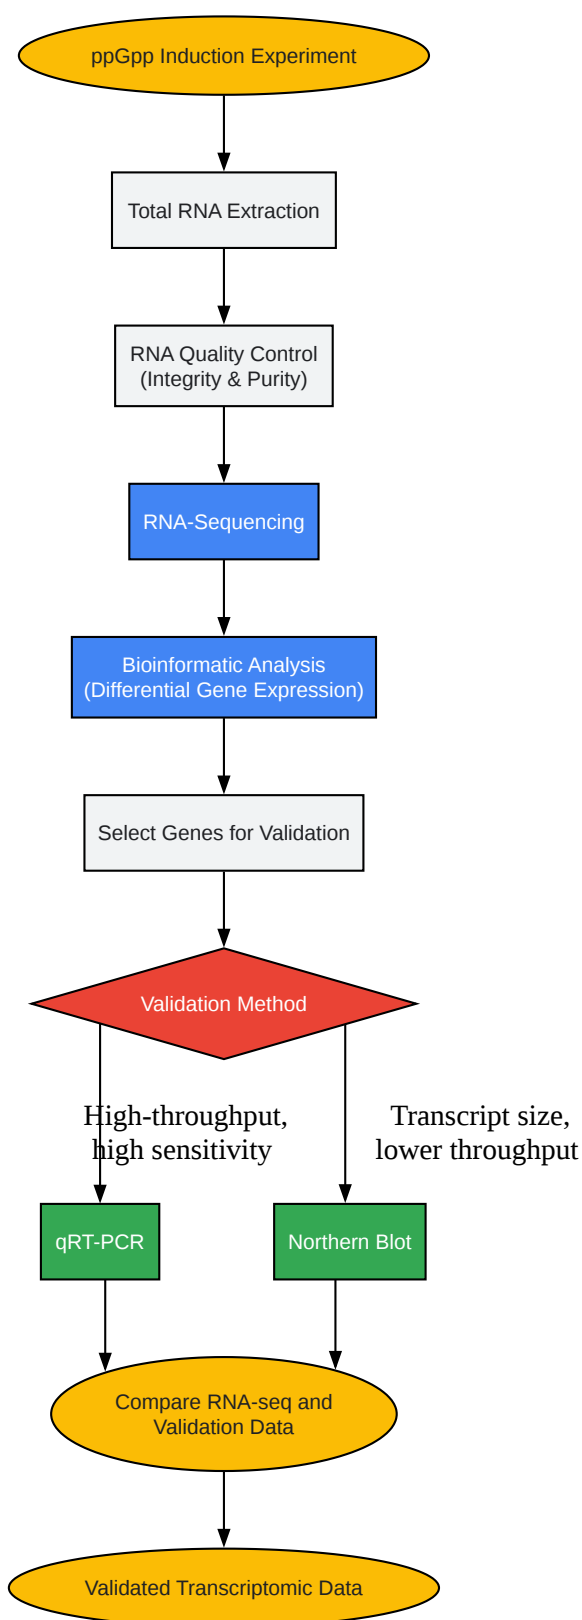 ppGpp Induction Experiment
Total RNA Extraction
RNA Quality Control
(Integrity & Purity)
RNA-Sequencing
Bioinformatic Analysis
(Differential Gene Expression)
Select Genes for Validation
Validation Method
High-throughput,
high sensitivity
Transcript size,
lower throughput
qRT-PCR
Northern Blot
Compare RNA-seq and
Validation Data
Validated Transcriptomic Data